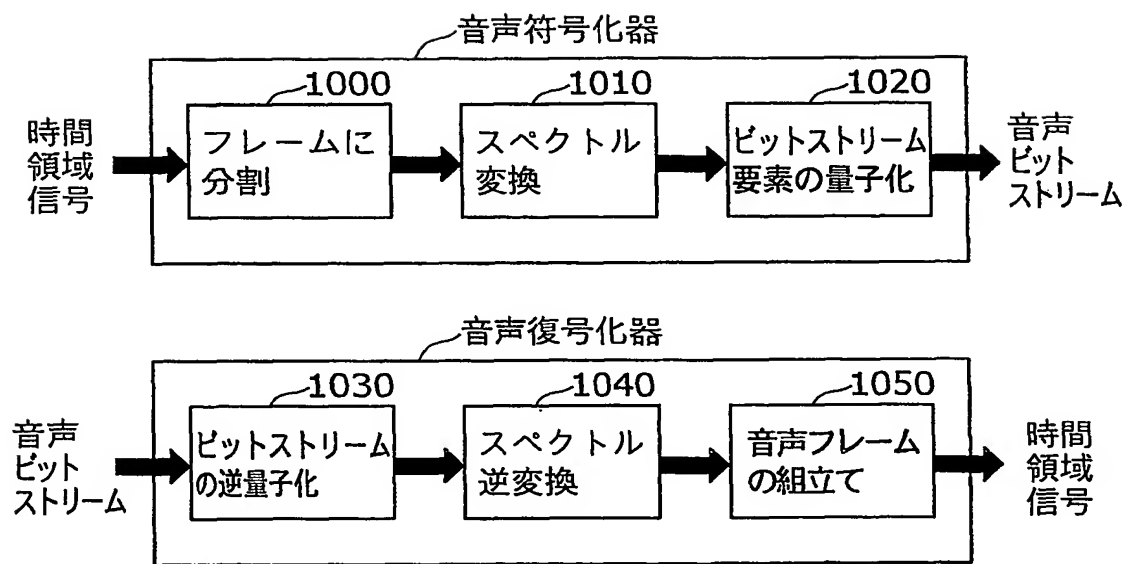 音声符号化器
1000
1010
1020
時間
領域
信号
フレームに
分割
スペクトル
変換
ビットストリーム
要素の量子化
音声
ビット
ストリーム
音声復号化器
1030
1040
1050
音声
ビット
ストリーム
ビットストリーム
の逆量子化
スペクトル
逆変換
音声フレーム
の組立て
時間
領域
信号